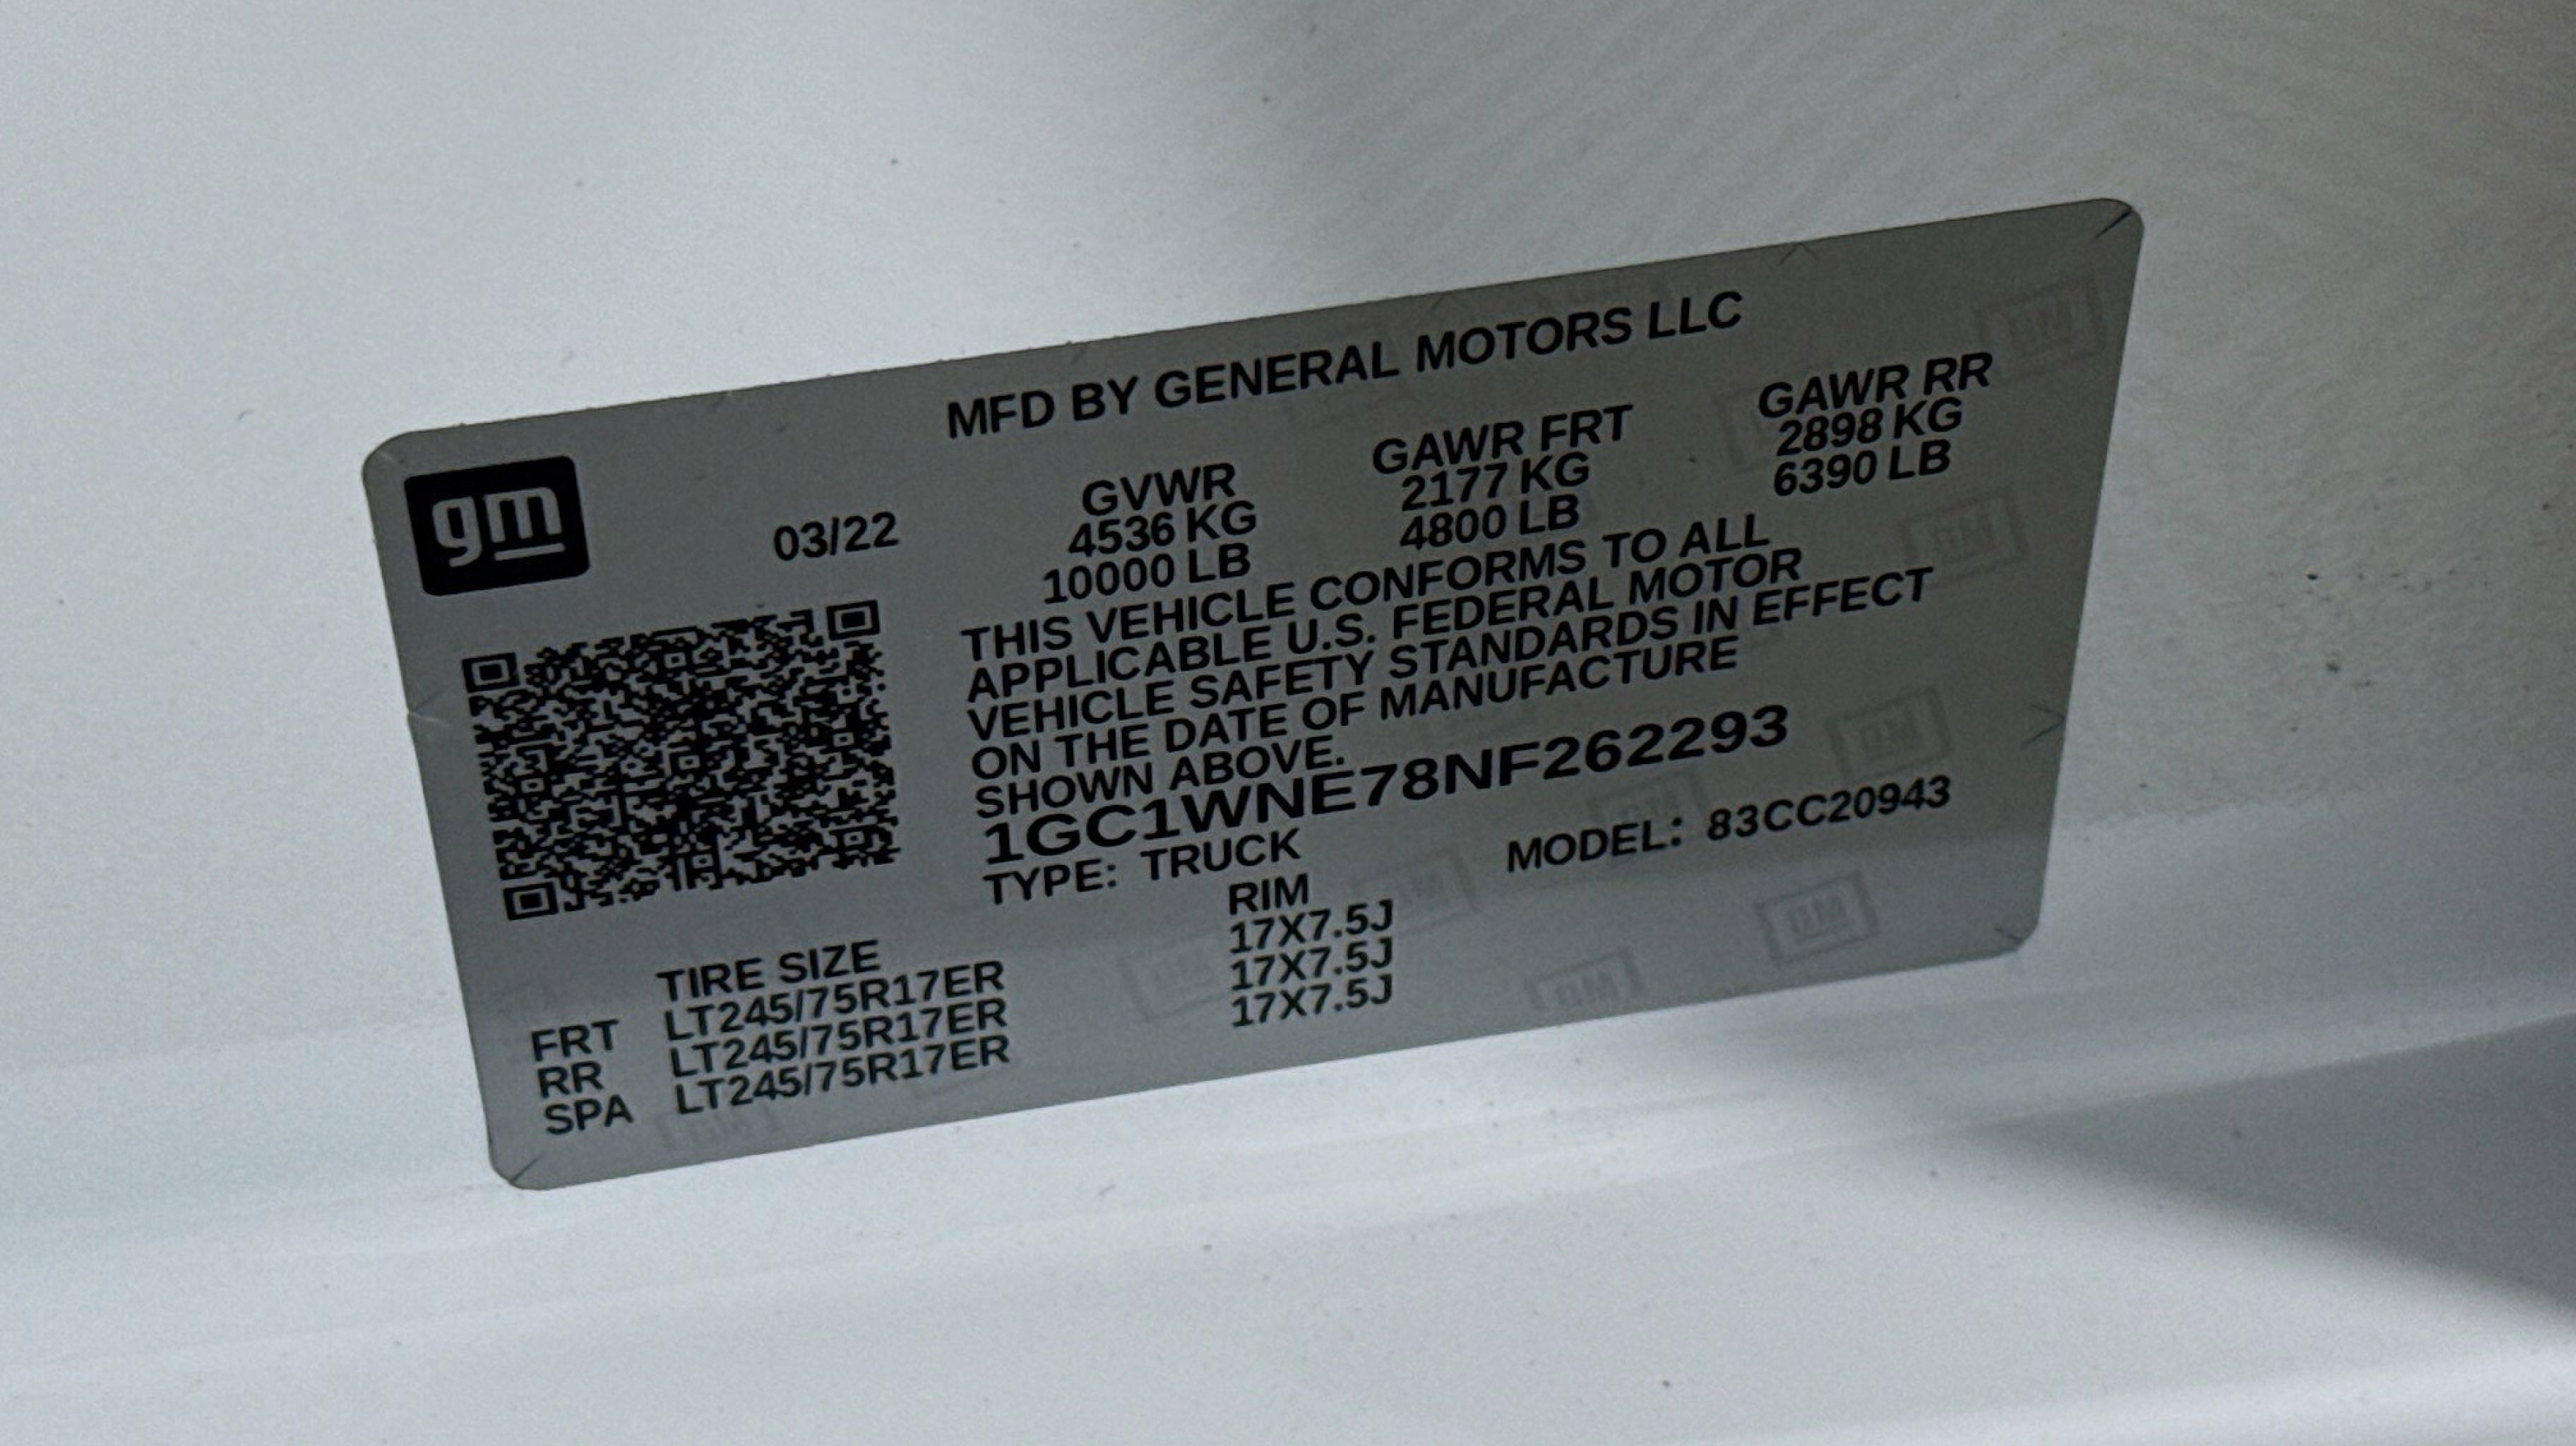 MFD BY GENERAL MOTORS LLC
gm
03/22
GVWR
4536 KG
10000 LB
GAWR FRT
2177 KG
4800 LB
GAWR RR
2898 KG
6390 LB
THIS VEHICLE CONFORMS TO ALL
APPLICABLE U.S. FEDERAL MOTOR
VEHICLE SAFETY STANDARDS IN EFFECT
ON THE DATE OF MANUFACTURE
SHOWN ABOVE.
1GC1WNE78NF262293
TYPE: TRUCK
MODEL: 83CC20943
TIRE SIZE RIM
FRT LT245/75R17ER 17X7.5J
RR LT245/75R17ER 17X7.5J
SPA LT245/75R17ER 17X7.5J